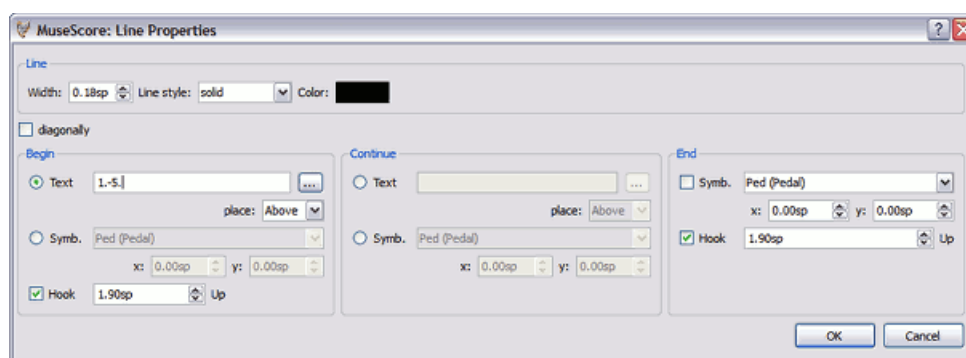 MuseScore: Line Properties
Line
Width: 0.18sp Line style: solid Color:
diagonally
Begin
Text 1.-5.
...
place: Above
Symb. Ped (Pedal)
x: 0.00sp y: 0.00sp
Hook 1.90sp Up
Continue
Text
...
place: Above
Symb. Ped (Pedal)
x: 0.00sp y: 0.00sp
End
Symb. Ped (Pedal)
x: 0.00sp y: 0.00sp
Hook 1.90sp Up
OK Cancel